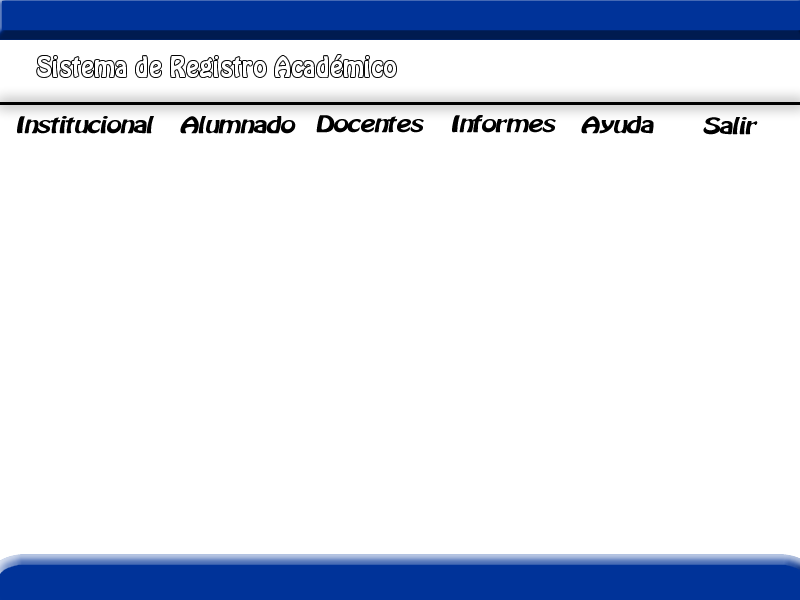 Sistema de Registro Académico
Institucional Alumnado Docentes Informes Ayuda Salir